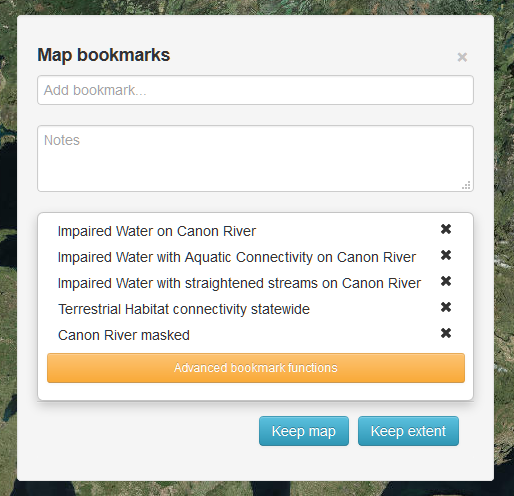 Map bookmarks
Add bookmark...
Notes
Impaired Water on Canon River
Impaired Water with Aquatic Connectivity on Canon River
Impaired Water with straightened streams on Canon River
Terrestrial Habitat connectivity statewide
Canon River masked
Advanced bookmark functions
Keep map Keep extent